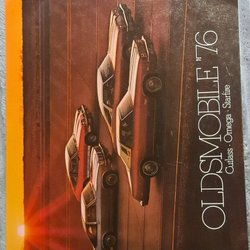 OLDSMOBILE '76
Cutlass • Omega • Starfire